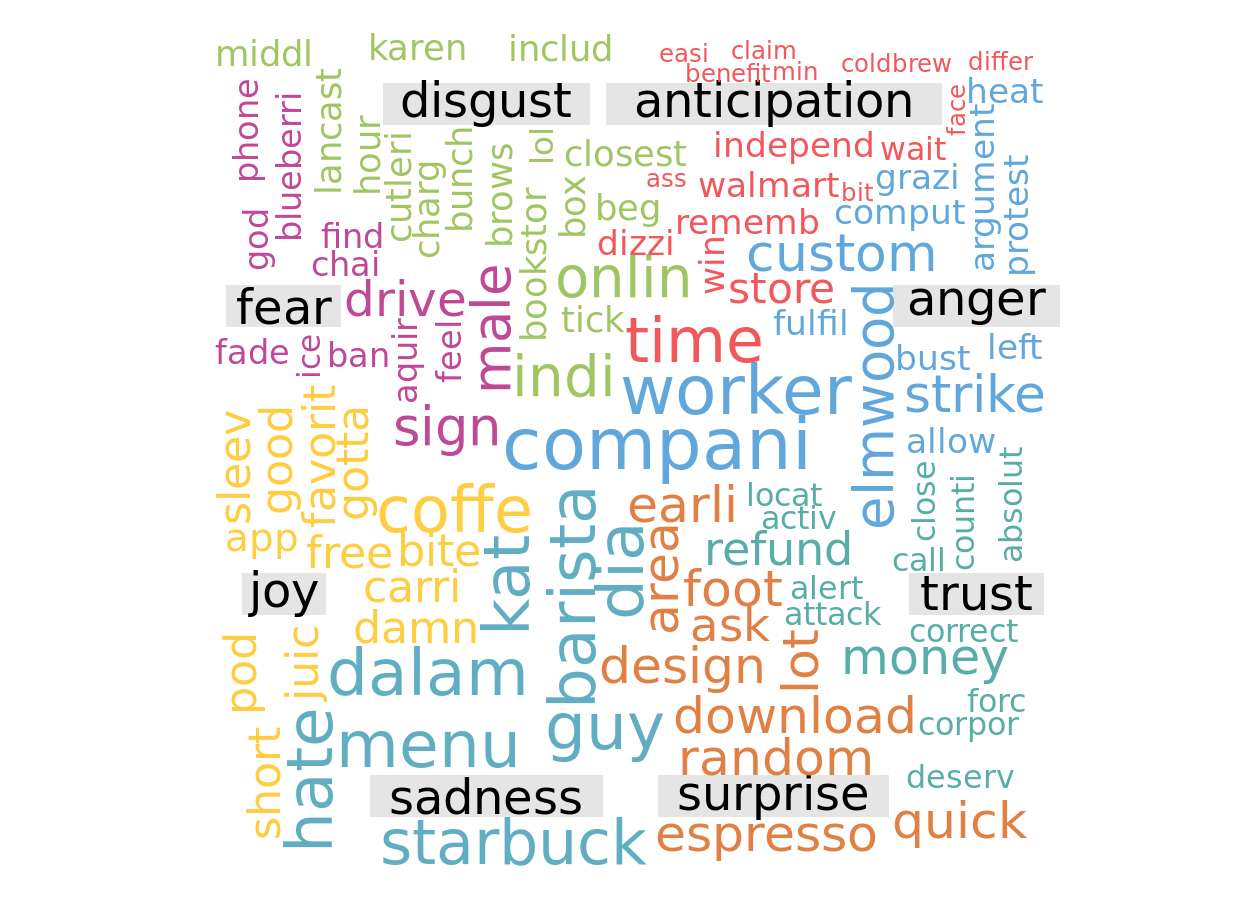 middl
karen
includ
easi
claim
benefit
min
coldbrew
differ
phone
blueberri
lancast
hour
disgust
anticipation
face
heat
cutleri
charg
bunch
brows
lol
closest
independ
wait
argument
protest
god
find
chai
bookstor
box
ass
walmart
bit
grazi
beg
rememb
comput
dizzi
win
custom
fear
drive
male
onlin
store
anger
tick
time
fulfil
elmwood
fade
ice
ban
aquir
feel
indi
worker
bust
left
strike
sleev
good
favorit
gotta
sign
compani
allow
coffe
earli
locat
activ
close
counti
absolut
app
free
bite
kat
barista
dia
area
refund
call
joy
carri
foot
alert
trust
damn
ask
attack
correct
pod
juic
dalam
design
lot
money
short
hate
menu
guy
download
forc
corpor
random
deserv
sadness
surprise
starbuck
espresso
quick